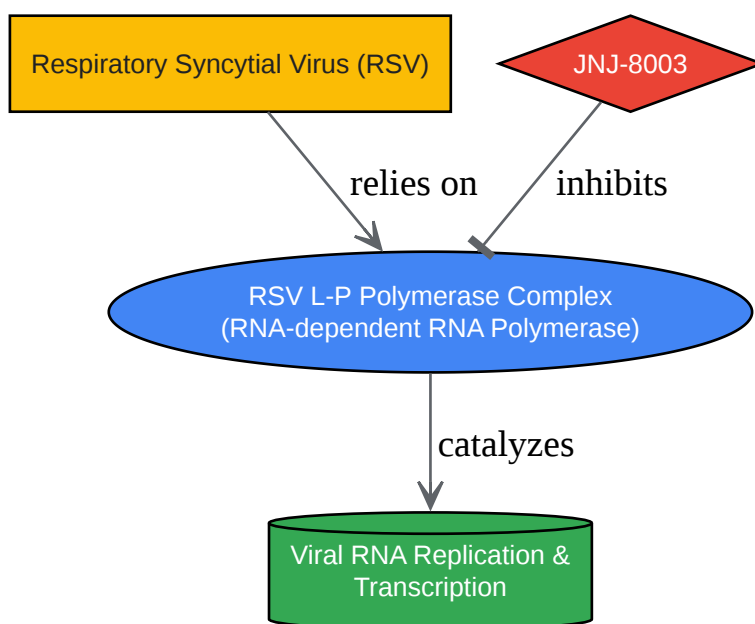 Respiratory Syncytial Virus (RSV)
JNJ-8003
relies on
inhibits
RSV L-P Polymerase Complex
(RNA-dependent RNA Polymerase)
catalyzes
Viral RNA Replication &
Transcription